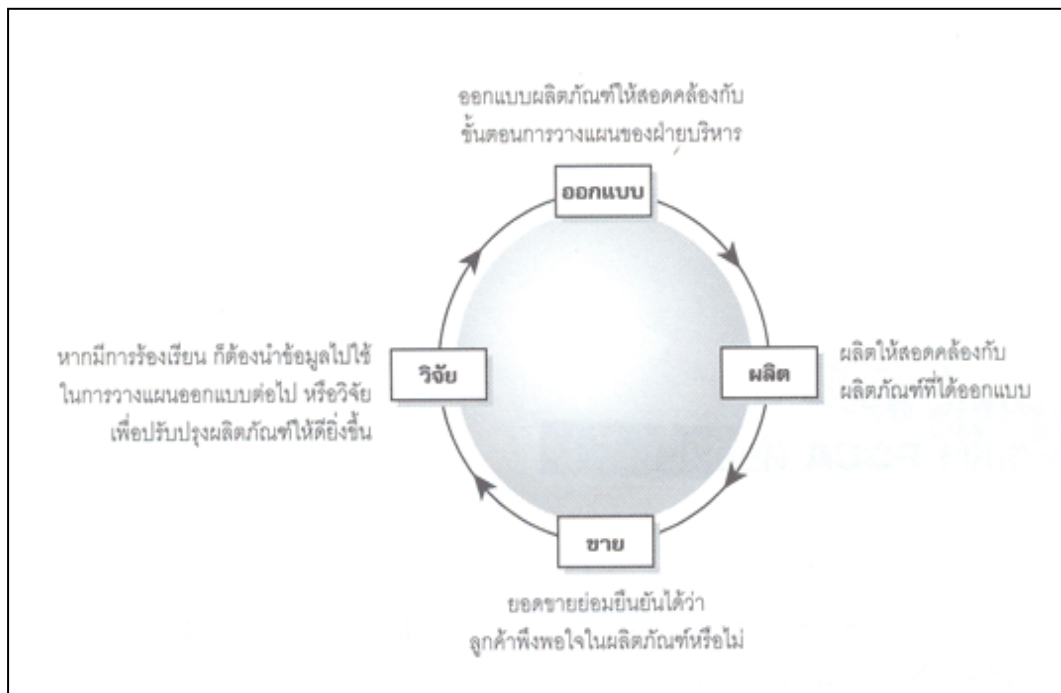 ออกแบบผลิตภัณฑ์ให้สอดคล้องกับ
ขั้นตอนการวางแผนของฝ่ายบริหาร
ออกแบบ
ผลิต
ผลิตให้สอดคล้องกับ
ผลิตภัณฑ์ที่ได้ออกแบบ
ขาย
ยอดขายย่อมยืนยันได้ว่า
ลูกค้าพึงพอใจในผลิตภัณฑ์หรือไม่
วิจัย
หากมีการร้องเรียน ก็ต้องนำข้อมูลไปใช้
ในการวางแผนออกแบบต่อไป หรือวิจัย
เพื่อปรับปรุงผลิตภัณฑ์ให้ดียิ่งขึ้น